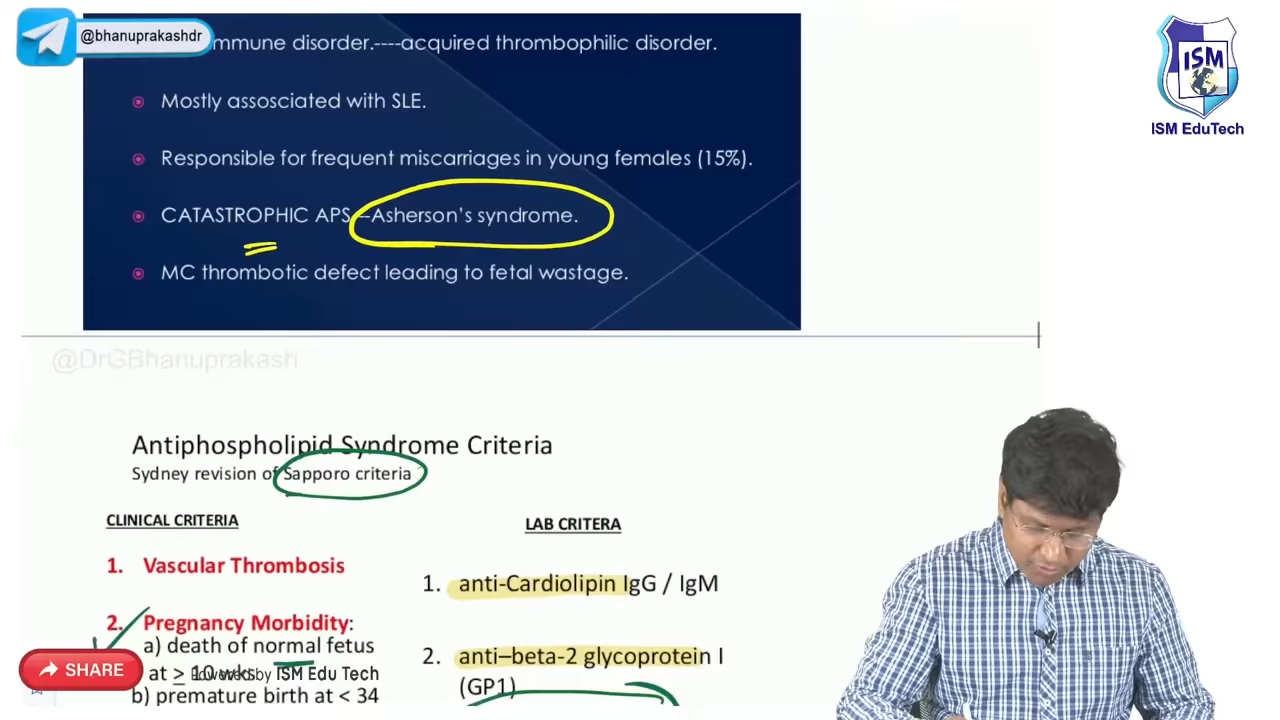 @bhanuprakashdr
mmune disorder.----acquired thrombophilic disorder.
Mostly assosciated with SLE.
Responsible for frequent miscarriages in young females (15%).
CATASTROPHIC APS--Asherson's syndrome.
MC thrombotic defect leading to fetal wastage.
ISM
ISM EduTech
@DrGBhanuprakash
Antiphospholipid Syndrome Criteria
Sydney revision of Sapporo criteria
CLINICAL CRITERIA
1. Vascular Thrombosis
2. Pregnancy Morbidity:
a) death of normal fetus
at ≥ 10 wks
b) premature birth at < 34
LAB CRITERA
1. anti-Cardiolipin IgG / IgM
2. anti–beta-2 glycoprotein I
(GP1)
SHARE
Powered by ISM Edu Tech